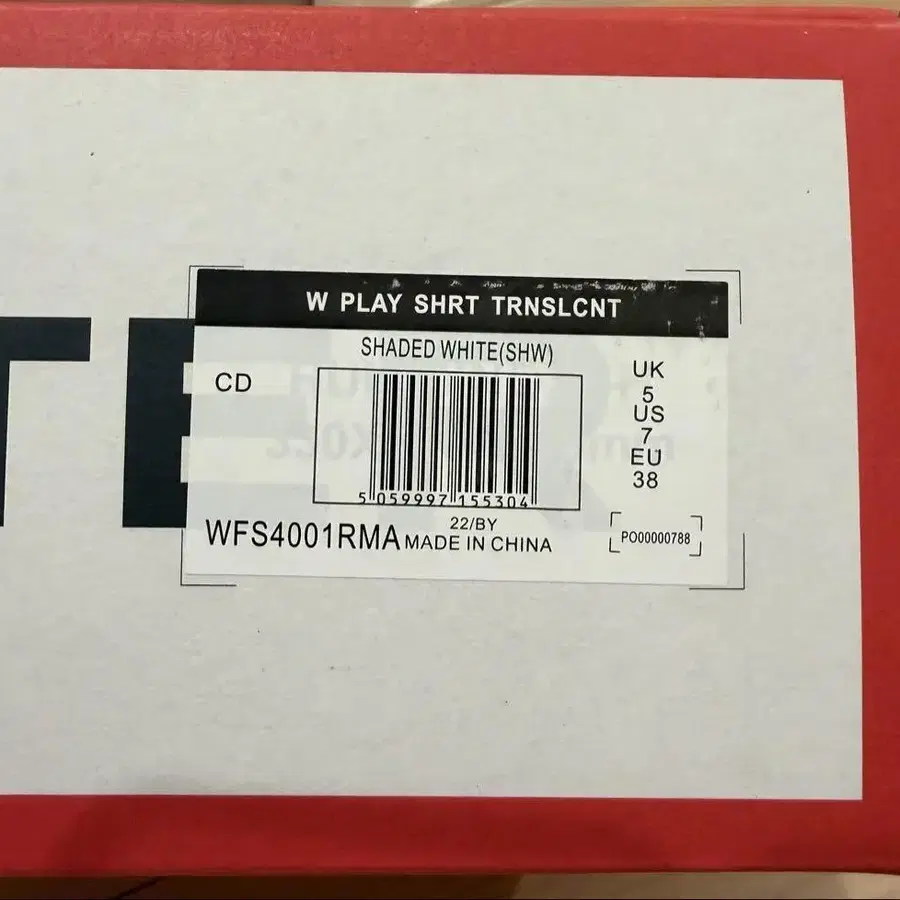 TE
W PLAY SHRT TRNSLCNT
SHADED WHITE(SHW)
CD
UK
5
US
7
EU
38
5 059997 155304
22/BY
WFS4001RMA MADE IN CHINA
PO00000788